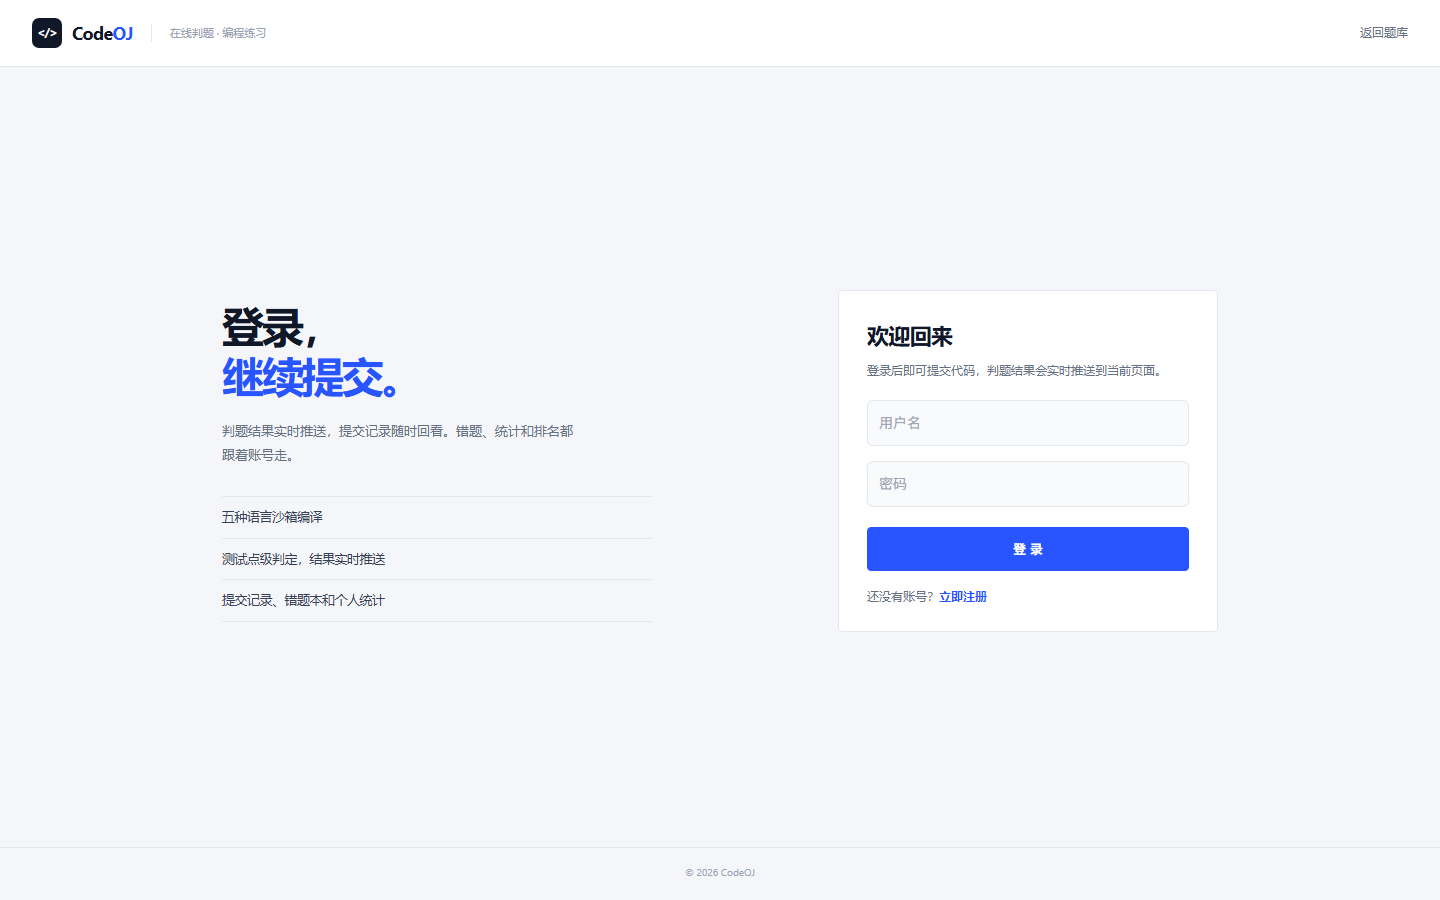 </> CodeOJ 在线判题 · 编程练习 返回题库
登录，
继续提交。
判题结果实时推送，提交记录随时回看。错题、统计和排名都
跟着账号走。
五种语言沙箱编译
测试点级判定，结果实时推送
提交记录、错题本和个人统计
欢迎回来
登录后即可提交代码，判题结果会实时推送到当前页面。
用户名
密码
登 录
还没有账号？立即注册
© 2026 CodeOJ